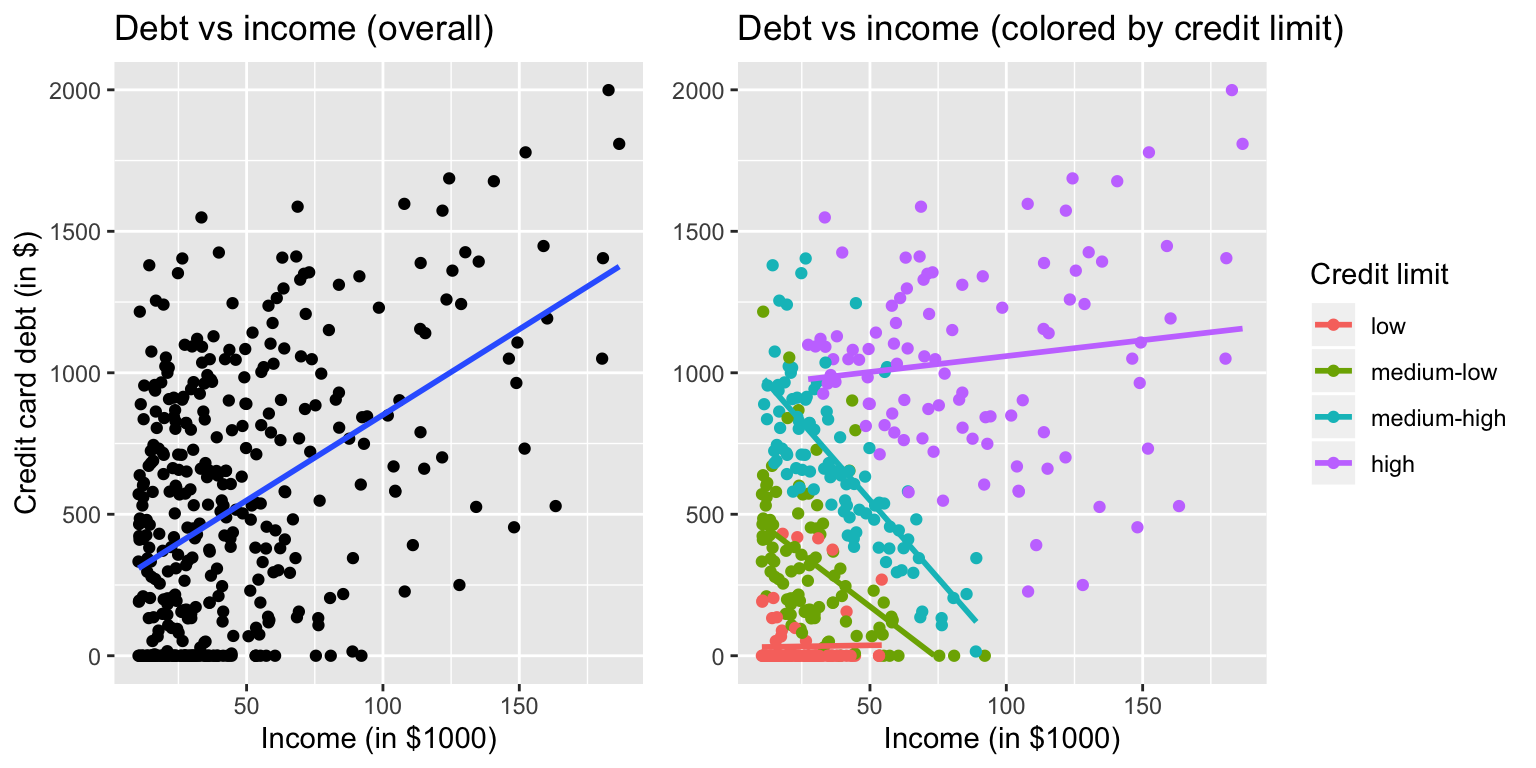 Debt vs income (overall)
Debt vs income (colored by credit limit)
Credit card debt (in $)
2000
1500
1000
500
0
50
100
150
Income (in $1000)
2000
1500
1000
500
0
50
100
150
Income (in $1000)
Credit limit
low
medium-low
medium-high
high